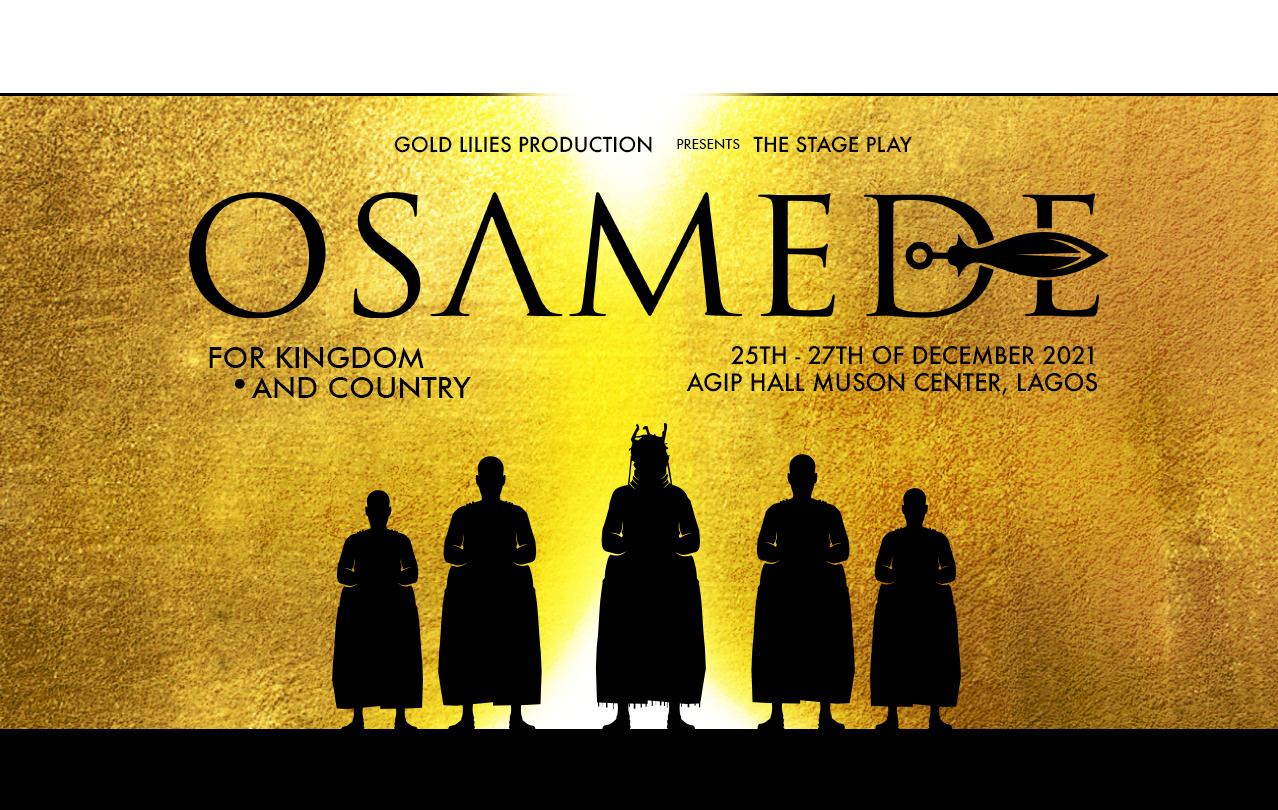 GOLD LILIES PRODUCTION PRESENTS THE STAGE PLAY
OSAMEDE
FOR KINGDOM
• AND COUNTRY
25TH - 27TH OF DECEMBER 2021
AGIP HALL MUSON CENTER, LAGOS